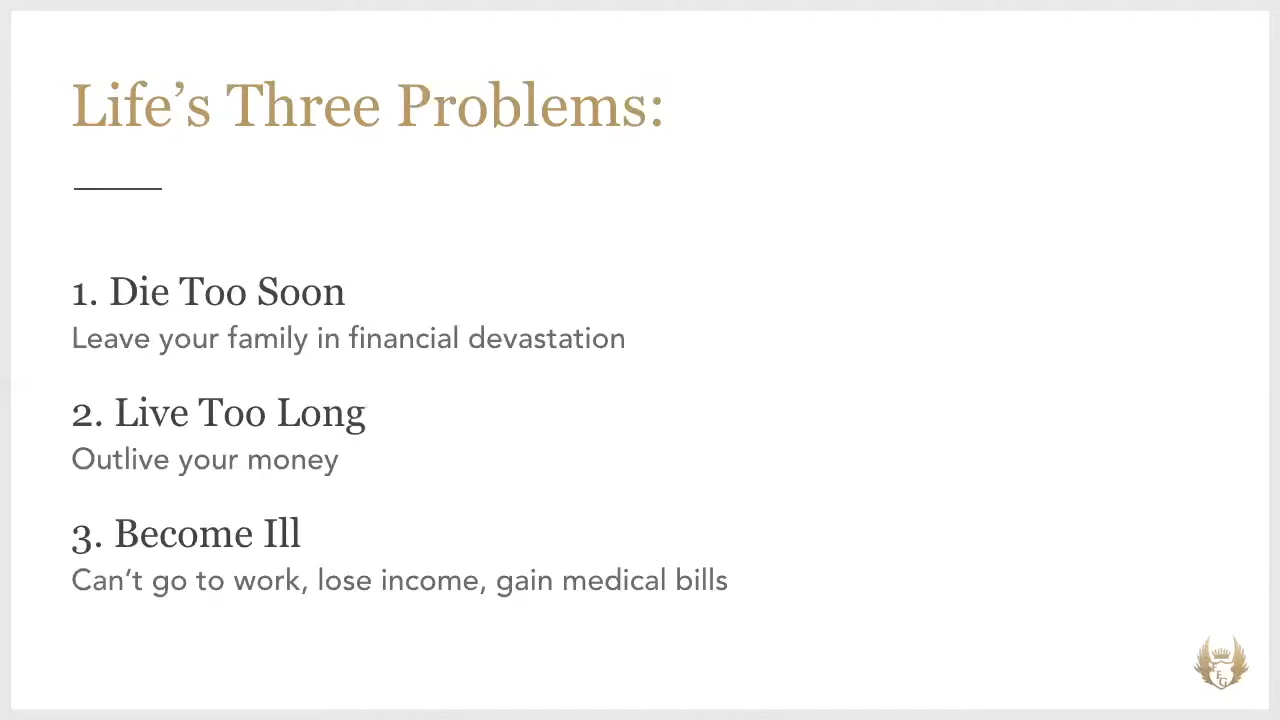 Life’s Three Problems:
1. Die Too Soon
Leave your family in financial devastation
2. Live Too Long
Outlive your money
3. Become Ill
Can’t go to work, lose income, gain medical bills